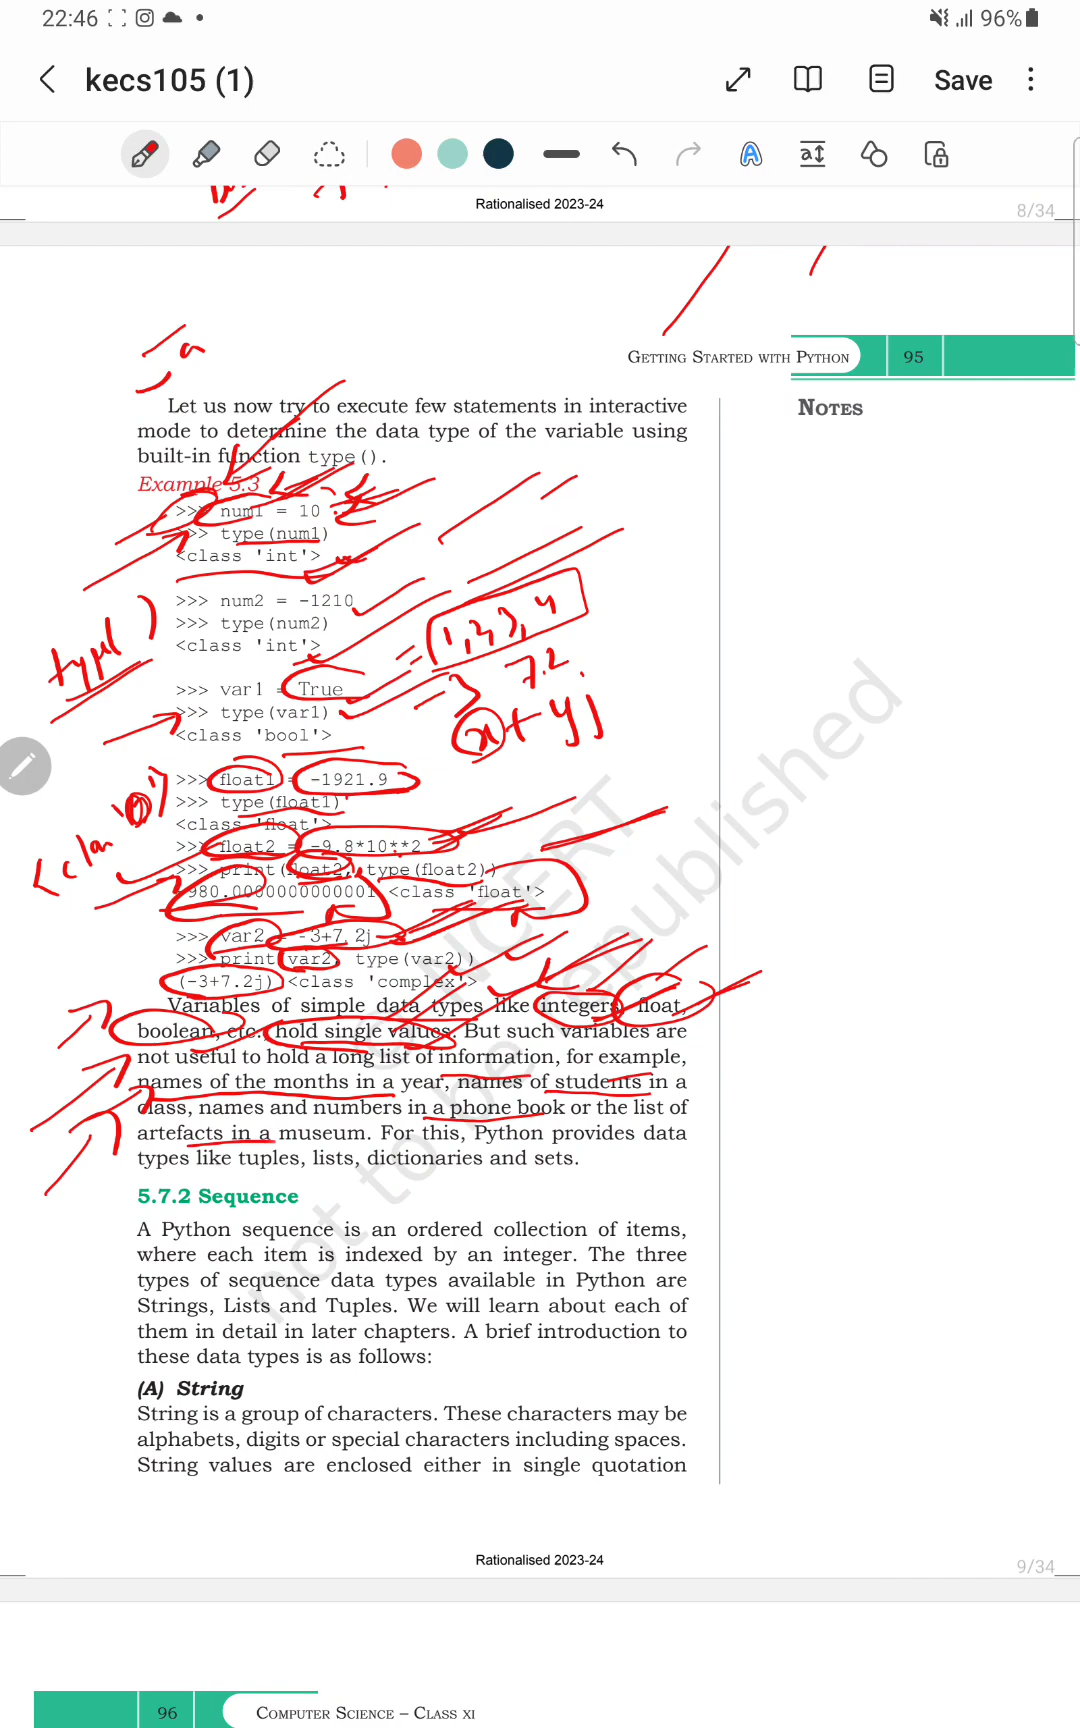 22:46
96%
kecs105 (1)
Save
Rationalised 2023-24
8/34
GETTING STARTED WITH PYTHON
95
NOTES
Let us now try to execute few statements in interactive
mode to determine the data type of the variable using
built-in function type().
Example 5.3
>>> num1 = 10
>>> type(num1)
<class 'int'>
>>> num2 = -1210
>>> type(num2)
<class 'int'>
1, 2, 3, 4
7.2
x + yj
>>> var1 = True
>>> type(var1)
<class 'bool'>
>>> float1 = -1921.9
>>> type(float1)
<class 'float'>
>>> float2 = -9.8*10**2
>>> print(float2, type(float2))
-980.0000000000001 <class 'float'>
>>> var2 = -3+7.2j
>>> print(var2, type(var2))
(-3+7.2j) <class 'complex'>
Variables of simple data types like integers, float,
boolean, etc., hold single values. But such variables are
not useful to hold a long list of information, for example,
names of the months in a year, names of students in a
class, names and numbers in a phone book or the list of
artefacts in a museum. For this, Python provides data
types like tuples, lists, dictionaries and sets.
5.7.2 Sequence
A Python sequence is an ordered collection of items,
where each item is indexed by an integer. The three
types of sequence data types available in Python are
Strings, Lists and Tuples. We will learn about each of
them in detail in later chapters. A brief introduction to
these data types is as follows:
(A) String
String is a group of characters. These characters may be
alphabets, digits or special characters including spaces.
String values are enclosed either in single quotation
NCERT
not to be republished
Rationalised 2023-24
9/34
96
COMPUTER SCIENCE – CLASS XI